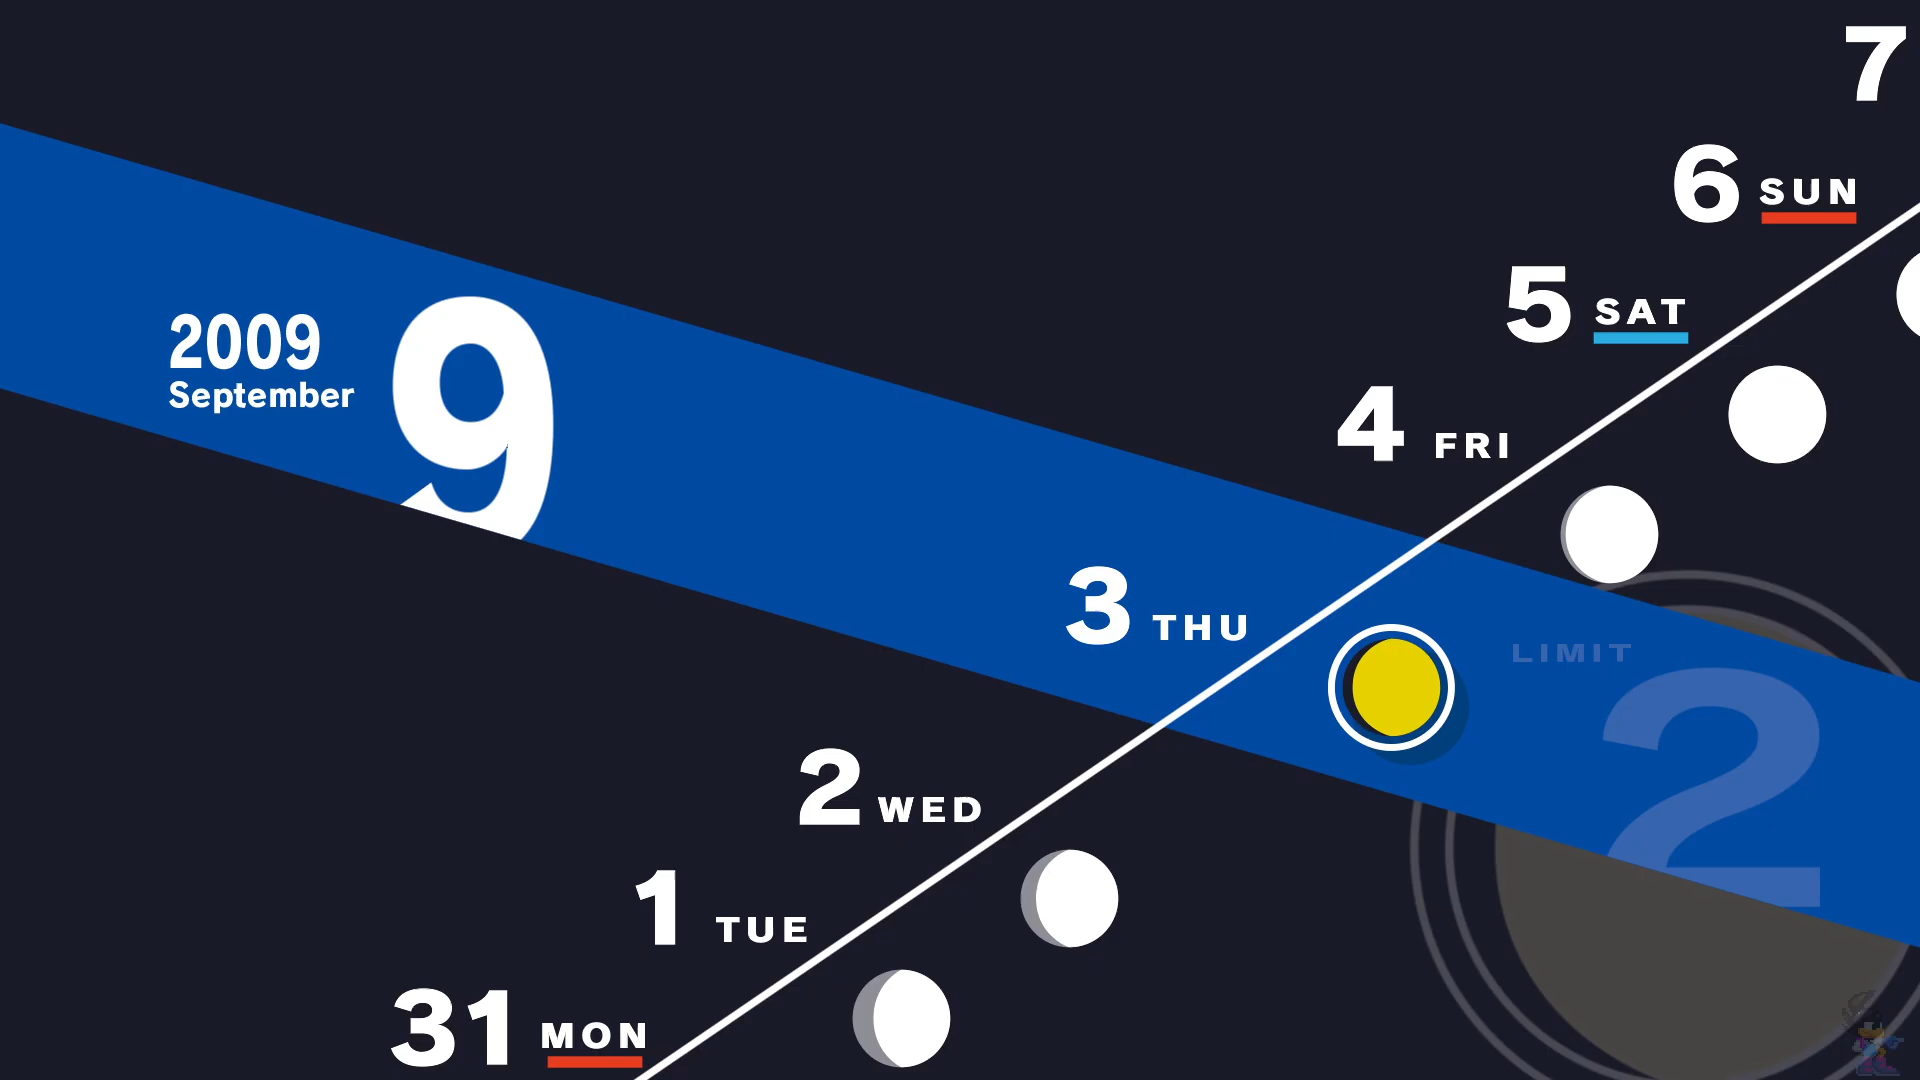 7
6 SUN
5 SAT
4 FRI
2009
September
9
3 THU
LIMIT
2
2 WED
1 TUE
31 MON